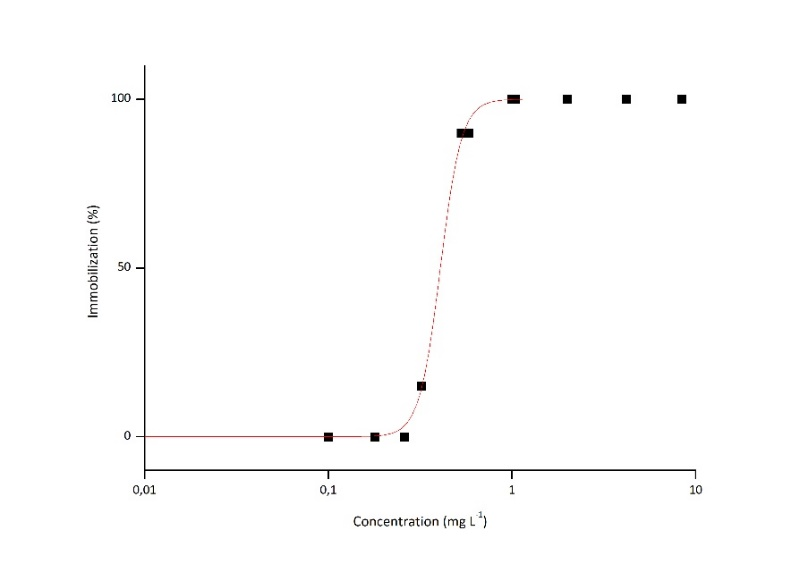 100
50
0
Immobilization (%)
0,01 0,1 1 10
Concentration (mg L⁻¹)